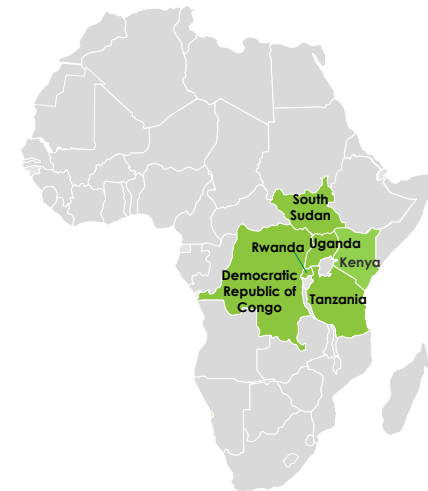 South
Sudan
Rwanda
Uganda
Kenya
Democratic
Republic of
Congo
Tanzania